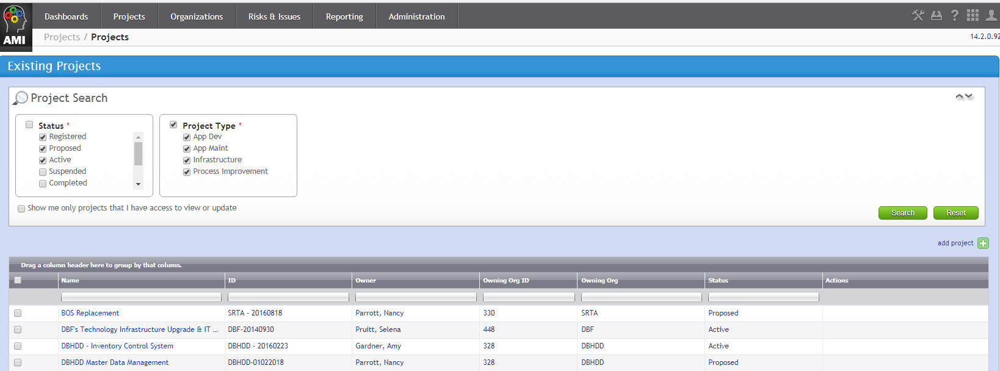 Dashboards Projects Organizations Risks & Issues Reporting Administration
AMI
Projects / Projects
14.2.0.92
Existing Projects
Project Search
Status * Project Type *
Registered App Dev
Proposed App Maint
Active Infrastructure
Suspended Process Improvement
Completed
Show me only projects that I have access to view or update
Search Reset
add project
Drag a column header here to group by that column.
Name ID Owner Owning Org ID Owning Org Status Actions
BOS Replacement SRTA - 20160818 Parrott, Nancy 330 SRTA Proposed
DBF's Technology Infrastructure Upgrade & IT ... DBF-20140930 Pruitt, Selena 448 DBF Active
DBHDD - Inventory Control System DBHDD - 20160223 Gardner, Amy 328 DBHDD Active
DBHDD Master Data Management DBHDD-01022018 Parrott, Nancy 328 DBHDD Proposed